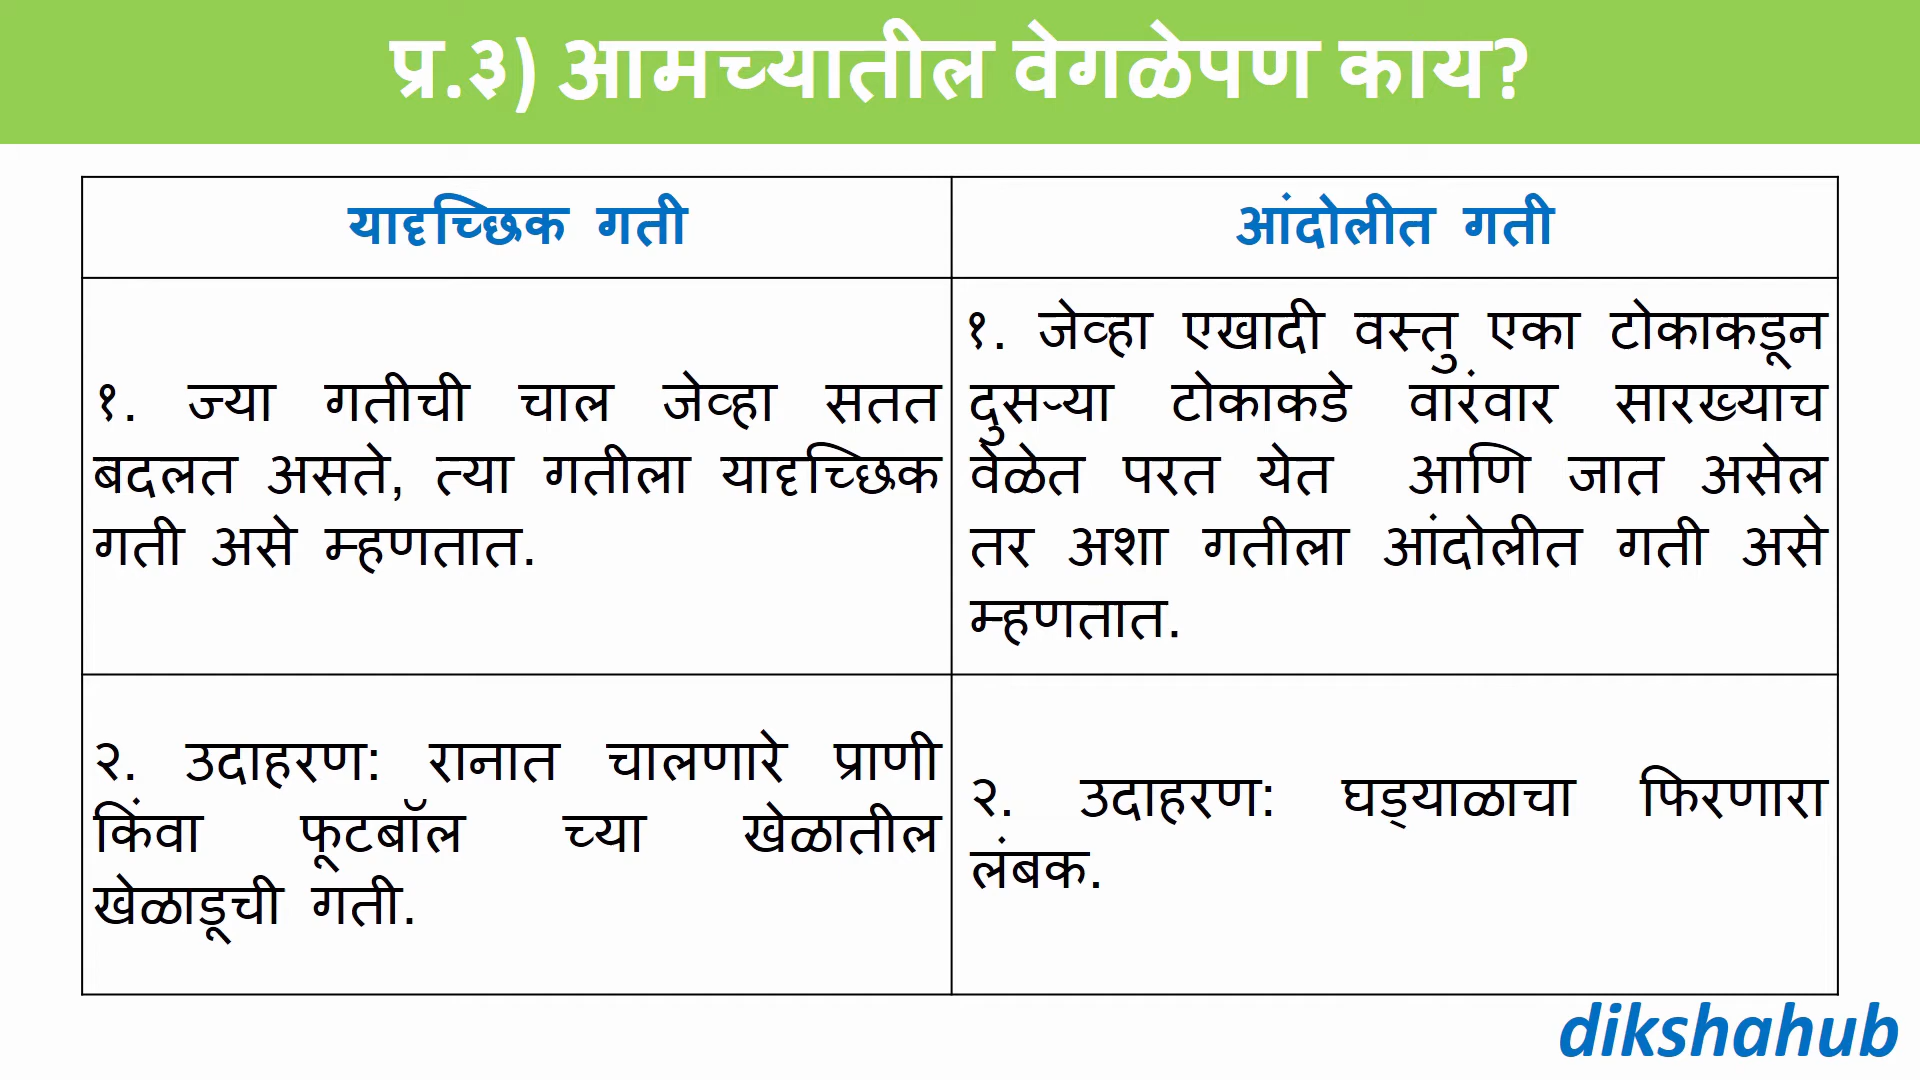 प्र.३) आमच्यातील वेगळेपण काय?
यादृच्छिक गती
आंदोलीत गती
१. ज्या गतीची चाल जेव्हा सतत
बदलत असते, त्या गतीला यादृच्छिक
गती असे म्हणतात.
१. जेव्हा एखादी वस्तु एका टोकाकडून
दुसऱ्या टोकाकडे वारंवार सारख्याच
वेळेत परत येत आणि जात असेल
तर अशा गतीला आंदोलीत गती असे
म्हणतात.
२. उदाहरण: रानात चालणारे प्राणी
किंवा फूटबॉल च्या खेळातील
खेळाडूची गती.
२. उदाहरण: घड्याळाचा फिरणारा
लंबक.
dikshahub